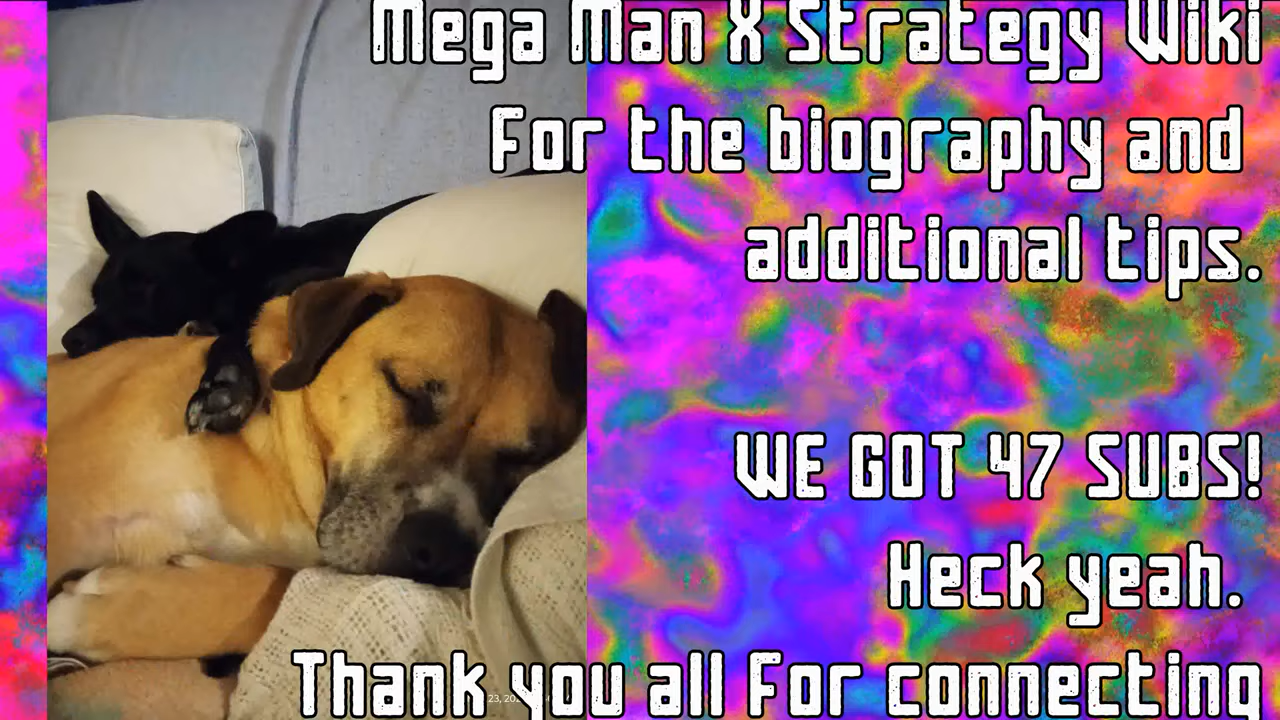 Mega Man X Strategy Wiki
For the biography and
additional tips.
WE GOT 47 SUBS!
Heck yeah.
Thank you all For connecting